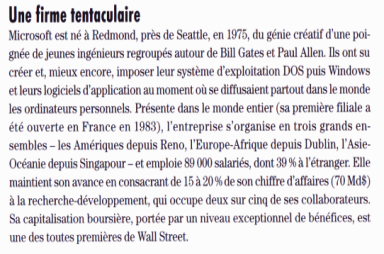 Une firme tentaculaire
Microsoft est né à Redmond, près de Seattle, en 1975, du génie créatif d'une poi-
gnée de jeunes ingénieurs regroupés autour de Bill Gates et Paul Allen. Ils ont su
créer et, mieux encore, imposer leur système d'exploitation DOS puis Windows
et leurs logiciels d'application au moment où se diffusaient partout dans le monde
les ordinateurs personnels. Présente dans le monde entier (sa première filiale a
été ouverte en France en 1983), l'entreprise s'organise en trois grands en-
sembles – les Amériques depuis Reno, l'Europe-Afrique depuis Dublin, l'Asie-
Océanie depuis Singapour – et emploie 89 000 salariés, dont 39 % à l'étranger. Elle
maintient son avance en consacrant de 15 à 20 % de son chiffre d'affaires (70 Md$)
à la recherche-développement, qui occupe deux sur cinq de ses collaborateurs.
Sa capitalisation boursière, portée par un niveau exceptionnel de bénéfices, est
une des toutes premières de Wall Street.